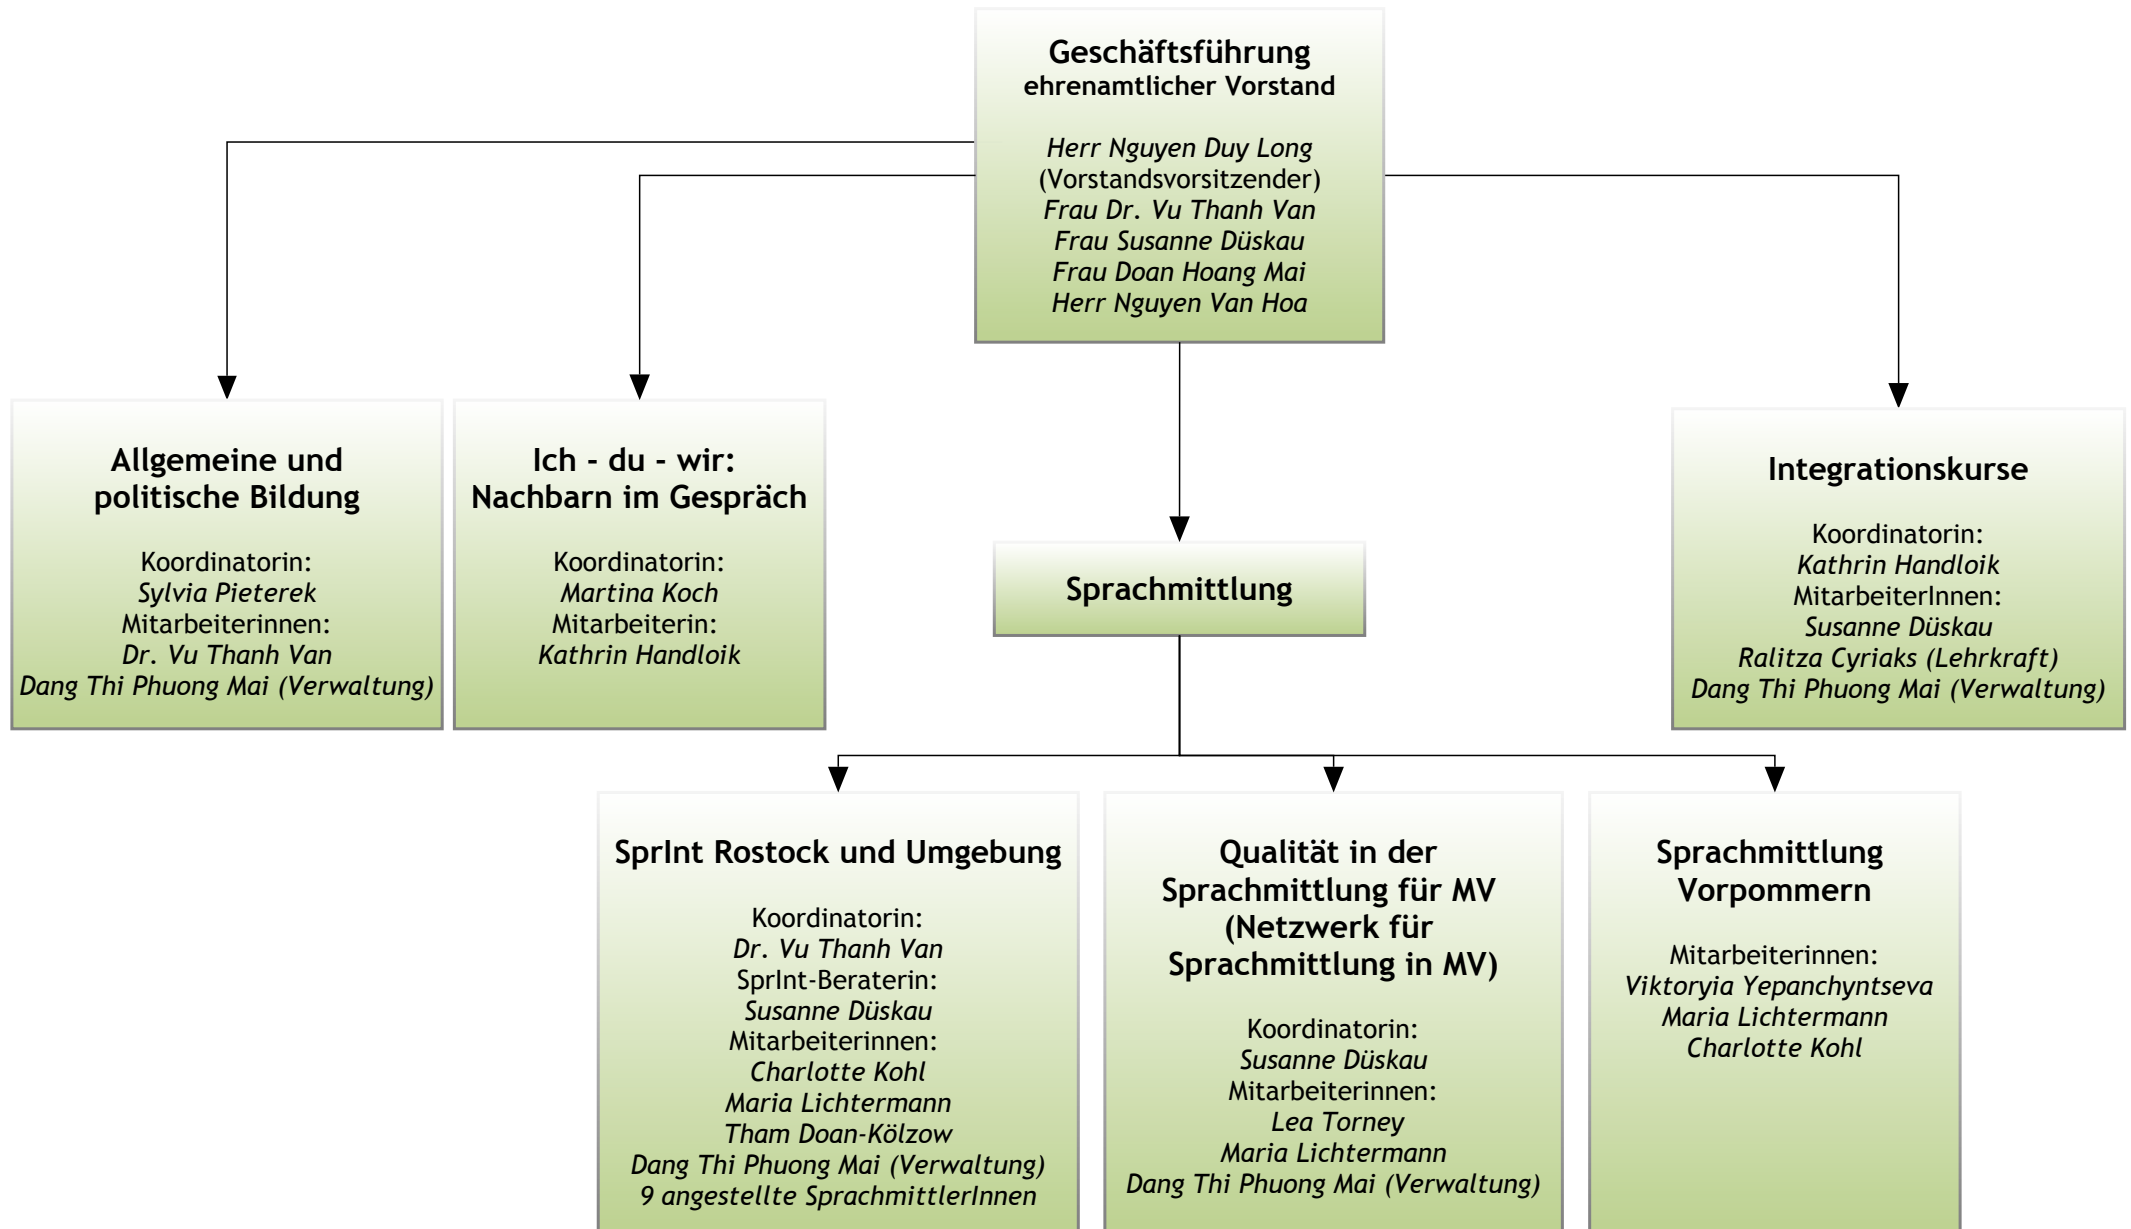 Geschäftsführung
ehrenamtlicher Vorstand
Herr Nguyen Duy Long
(Vorstandsvorsitzender)
Frau Dr. Vu Thanh Van
Frau Susanne Düskau
Frau Doan Hoang Mai
Herr Nguyen Van Hoa
Allgemeine und
politische Bildung
Koordinatorin:
Sylvia Pieterek
Mitarbeiterinnen:
Dr. Vu Thanh Van
Dang Thi Phuong Mai (Verwaltung)
Ich - du - wir:
Nachbarn im Gespräch
Koordinatorin:
Martina Koch
Mitarbeiterin:
Kathrin Handloik
Sprachmittlung
Integrationskurse
Koordinatorin:
Kathrin Handloik
MitarbeiterInnen:
Susanne Düskau
Ralitza Cyriaks (Lehrkraft)
Dang Thi Phuong Mai (Verwaltung)
SprInt Rostock und Umgebung
Koordinatorin:
Dr. Vu Thanh Van
SprInt-Beraterin:
Susanne Düskau
Mitarbeiterinnen:
Charlotte Kohl
Maria Lichtermann
Tham Doan-Kölzow
Dang Thi Phuong Mai (Verwaltung)
9 angestellte SprachmittlerInnen
Qualität in der
Sprachmittlung für MV
(Netzwerk für
Sprachmittlung in MV)
Koordinatorin:
Susanne Düskau
Mitarbeiterinnen:
Lea Torney
Maria Lichtermann
Dang Thi Phuong Mai (Verwaltung)
Sprachmittlung
Vorpommern
Mitarbeiterinnen:
Viktoryia Yepanchyntseva
Maria Lichtermann
Charlotte Kohl